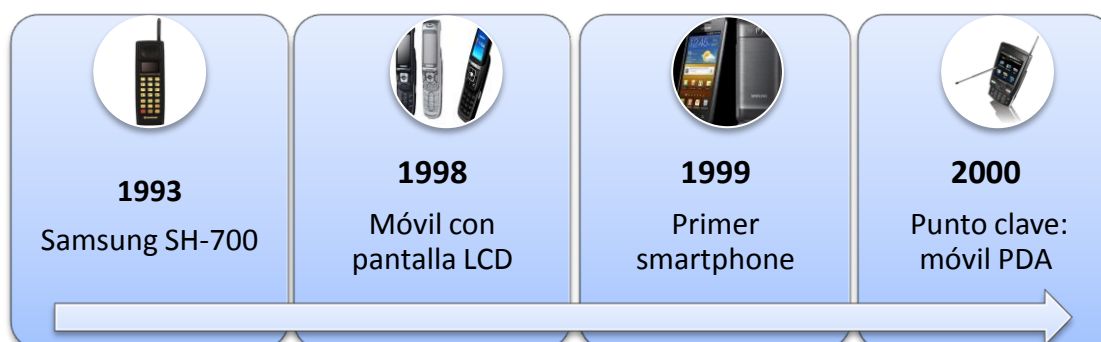 1993
Samsung SH-700
1998
Móvil con
pantalla LCD
1999
Primer
smartphone
2000
Punto clave:
móvil PDA